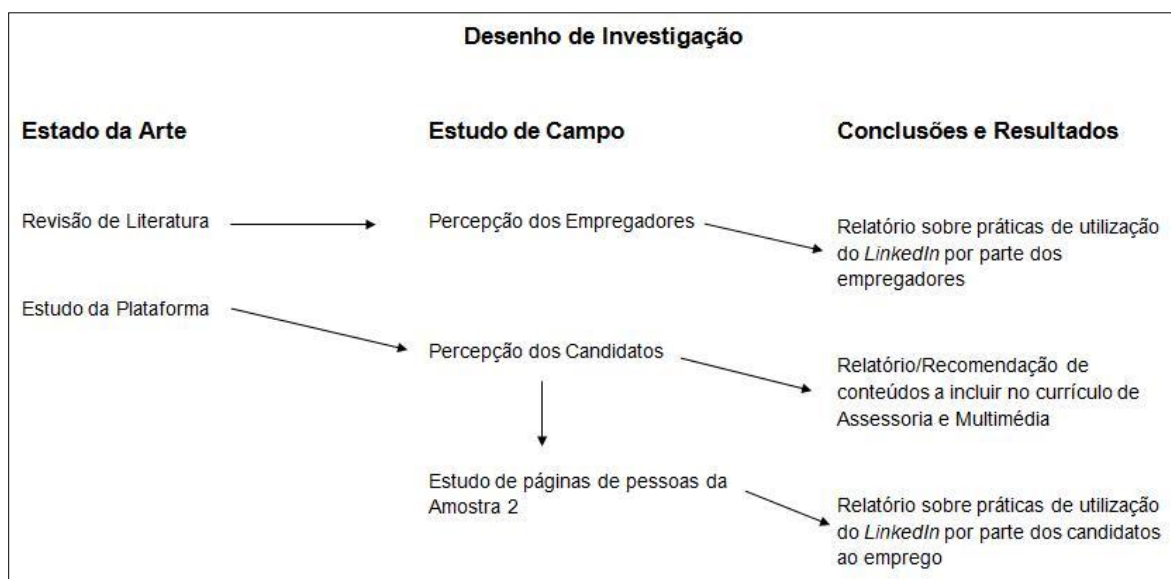 Desenho de Investigação
Estado da Arte
Estudo de Campo
Conclusões e Resultados
Revisão de Literatura
Percepção dos Empregadores
Relatório sobre práticas de utilização
do LinkedIn por parte dos
empregadores
Estudo da Plataforma
Percepção dos Candidatos
Relatório/Recomendação de
conteúdos a incluir no currículo de
Assessoria e Multimédia
Estudo de páginas de pessoas da
Amostra 2
Relatório sobre práticas de utilização
do LinkedIn por parte dos candidatos
ao emprego